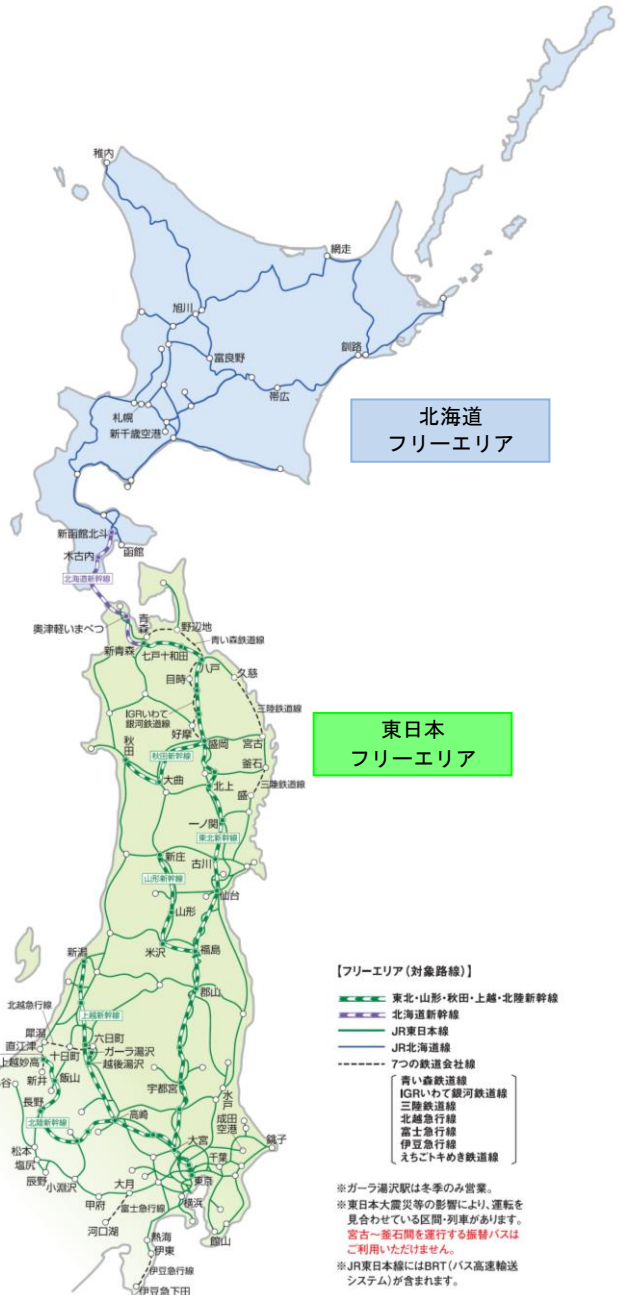 稚内
網走
旭川
富良野
釧路
帯広
札幌
新千歳空港
北海道
フリーエリア
新函館北斗
函館
木古内
北海道新幹線
奥津軽いまべつ
青森
野辺地
青い森鉄道線
新青森
七戸十和田
八戸
目時
久慈
IGRいわて
銀河鉄道線
三陸鉄道線
好摩
盛岡
宮古
秋田
秋田新幹線
釜石
大曲
北上
盛
三陸鉄道線
東日本
フリーエリア
一ノ関
東北新幹線
新庄
古川
山形新幹線
仙台
山形
米沢
福島
新潟
郡山
北越急行線
上越新幹線
犀潟
六日町
直江津
十日町
ガーラ湯沢
上越妙高
越後湯沢
新井
飯山
宇都宮
水戸
長野
成田
空港
北陸新幹線
高崎
大宮
銚子
千葉
松本
塩尻
東京
辰野
小淵沢
大月
横浜
甲府
富士急行線
河口湖
熱海
館山
伊東
伊豆急行線
伊豆急下田
【フリーエリア(対象路線)】
東北・山形・秋田・上越・北陸新幹線
北海道新幹線
JR東日本線
JR北海道線
7つの鉄道会社線
青い森鉄道線
IGRいわて銀河鉄道線
三陸鉄道線
北越急行線
富士急行線
伊豆急行線
えちごトキめき鉄道線
※ガーラ湯沢駅は冬季のみ営業。
※東日本大震災等の影響により、運転を
見合わせている区間・列車があります。
宮古～釜石間を運行する振替バスは
ご利用いただけません。
※JR東日本線にはBRT(バス高速輸送
システム)が含まれます。